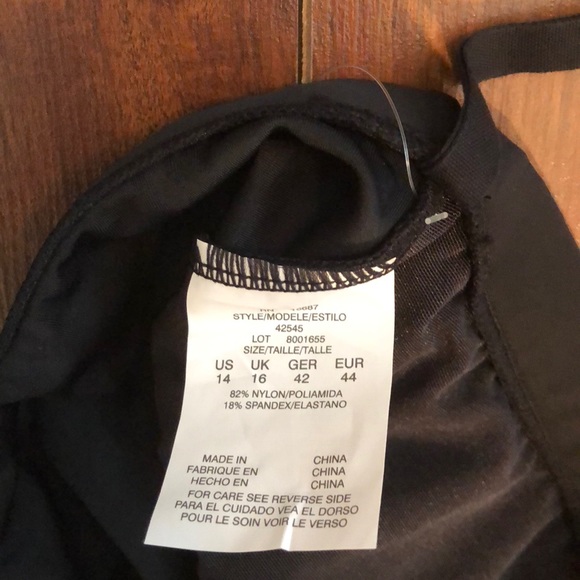 STYLE/MODELE/ESTILO
42545
LOT 8001655
SIZE/TAILLE/TALLE
US UK GER EUR
14 16 42 44
82% NYLON/POLIAMIDA
18% SPANDEX/ELASTANO
MADE IN CHINA
FABRIQUE EN CHINA
HECHO EN CHINA
FOR CARE SEE REVERSE SIDE
PARA EL CUIDADO VEA EL DORSO
POUR LE SOIN VOIR LE VERSO